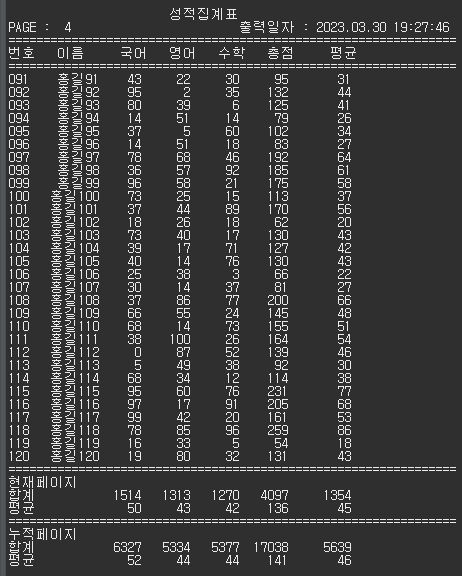 성적집계표
PAGE : 4 출력일자 : 2023.03.30 19:27:46
=========================================================
번호 이름 국어 영어 수학 총점 평균
=========================================================
091 홍길91 43 22 30 95 31
092 홍길92 95 2 35 132 44
093 홍길93 80 39 6 125 41
094 홍길94 14 51 14 79 26
095 홍길95 37 5 60 102 34
096 홍길96 14 51 18 83 27
097 홍길97 78 68 46 192 64
098 홍길98 36 57 92 185 61
099 홍길99 96 58 21 175 58
100 홍길100 73 25 15 113 37
101 홍길101 37 44 89 170 56
102 홍길102 18 26 18 62 20
103 홍길103 73 40 17 130 43
104 홍길104 39 17 71 127 42
105 홍길105 40 14 76 130 43
106 홍길106 25 38 3 66 22
107 홍길107 30 14 37 81 27
108 홍길108 37 86 77 200 66
109 홍길109 66 55 24 145 48
110 홍길110 68 14 73 155 51
111 홍길111 38 100 26 164 54
112 홍길112 0 87 52 139 46
113 홍길113 5 49 38 92 30
114 홍길114 68 34 12 114 38
115 홍길115 95 60 76 231 77
116 홍길116 97 17 91 205 68
117 홍길117 99 42 20 161 53
118 홍길118 78 85 96 259 86
119 홍길119 16 33 5 54 18
120 홍길120 19 80 32 131 43
=========================================================
현재페이지
합계 1514 1313 1270 4097 1354
평균 50 43 42 136 45
=========================================================
누적페이지
합계 6327 5334 5377 17038 5639
평균 52 44 44 141 46